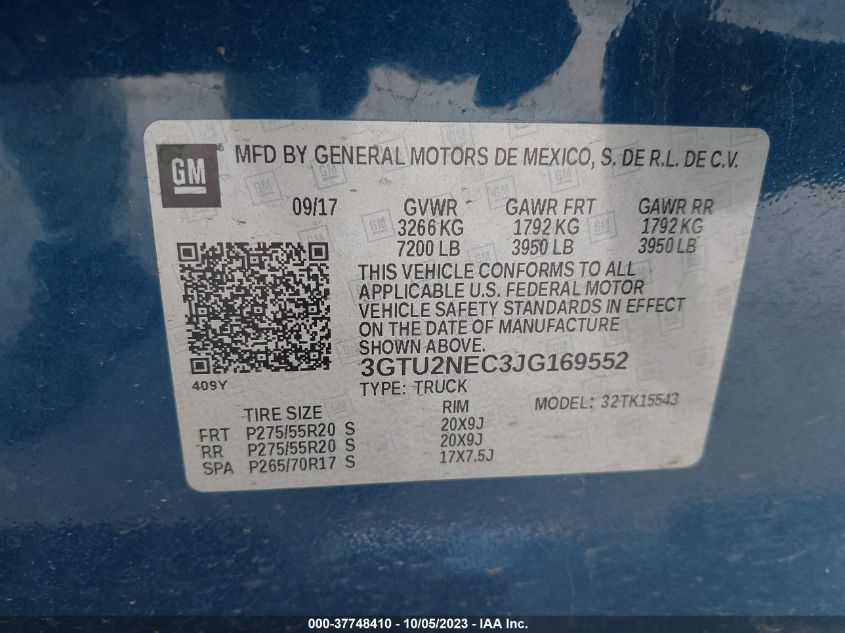 GM
MFD BY GENERAL MOTORS DE MEXICO, S. DE R.L. DE C.V.
09/17 GVWR GAWR FRT GAWR RR
3266 KG 1792 KG 1792 KG
7200 LB 3950 LB 3950 LB
THIS VEHICLE CONFORMS TO ALL
APPLICABLE U.S. FEDERAL MOTOR
VEHICLE SAFETY STANDARDS IN EFFECT
ON THE DATE OF MANUFACTURE
SHOWN ABOVE.
3GTU2NEC3JG169552
409Y
TYPE: TRUCK MODEL: 32TK15543
TIRE SIZE RIM
FRT P275/55R20 S 20X9J
RR P275/55R20 S 20X9J
SPA P265/70R17 S 17X7.5J
000-37748410 - 10/05/2023 - IAA Inc.